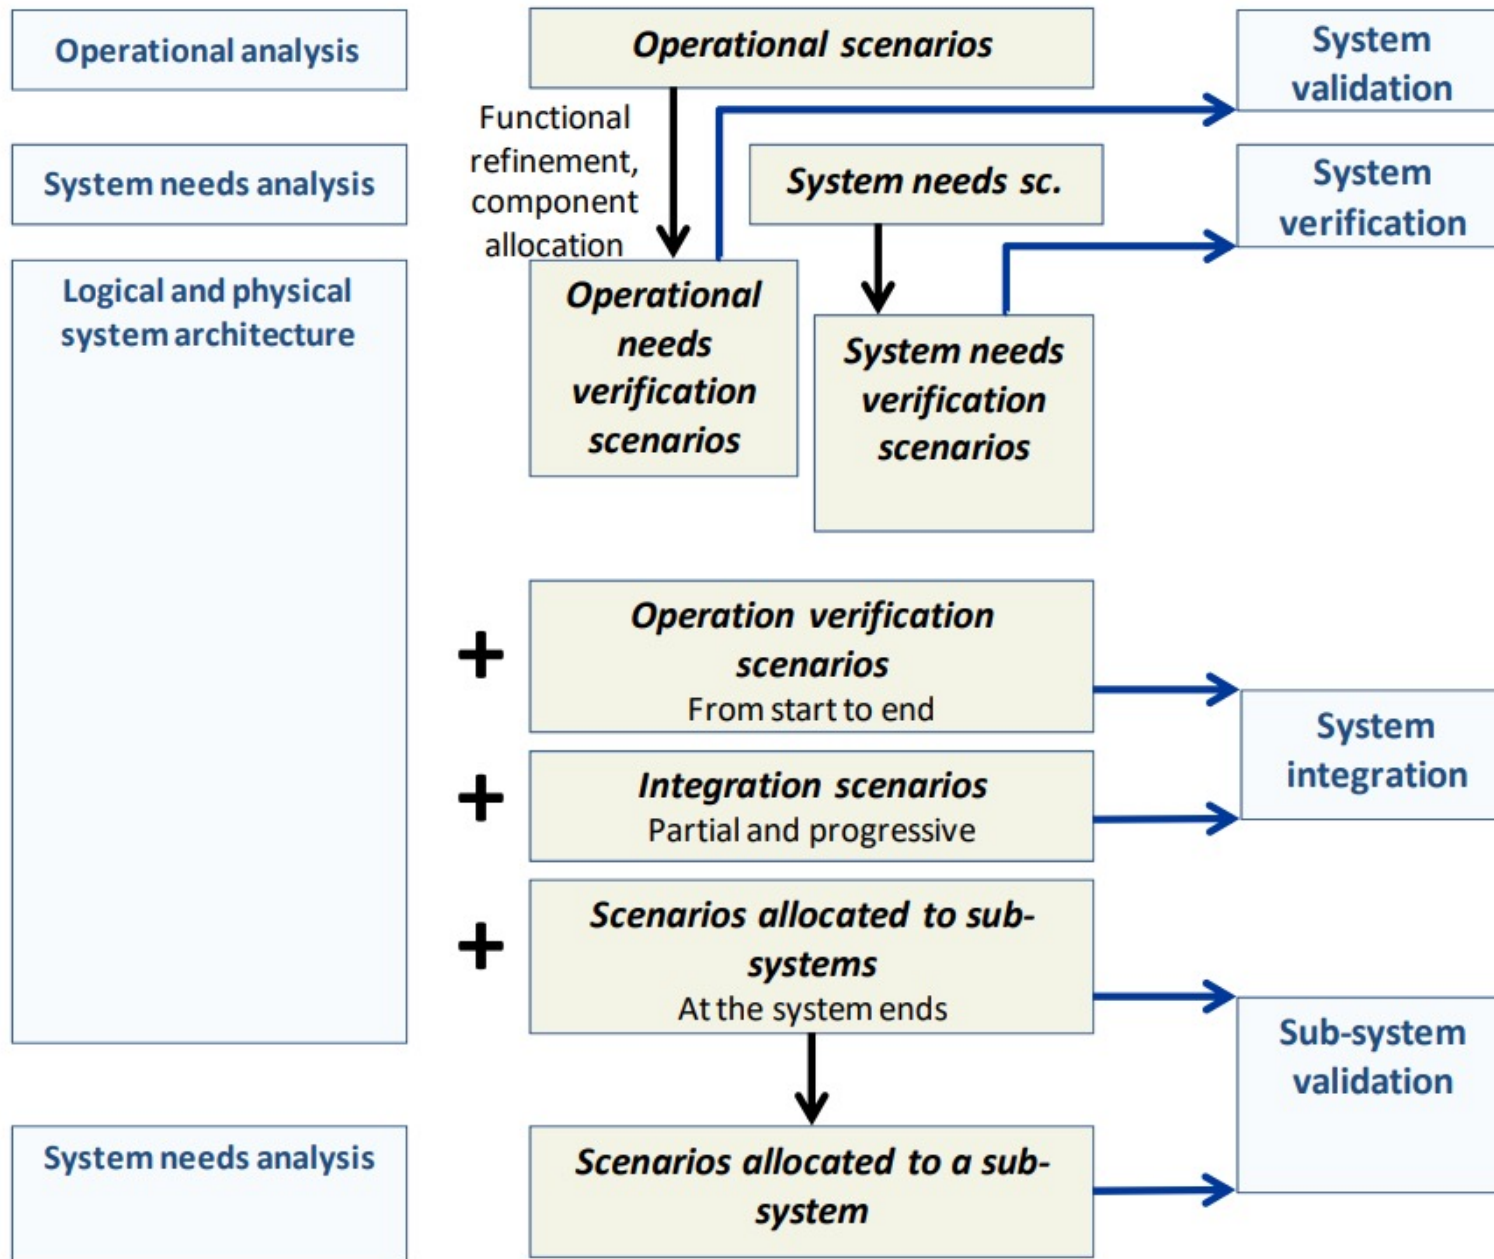 Operational analysis
Operational scenarios
System
validation
Functional
refinement,
component
allocation
System needs analysis
System needs sc.
System
verification
Logical and physical
system architecture
Operational
needs
verification
scenarios
System needs
verification
scenarios
+
Operation verification
scenarios
From start to end
System
integration
+
Integration scenarios
Partial and progressive
+
Scenarios allocated to sub-
systems
At the system ends
Sub-system
validation
System needs analysis
Scenarios allocated to a sub-
system